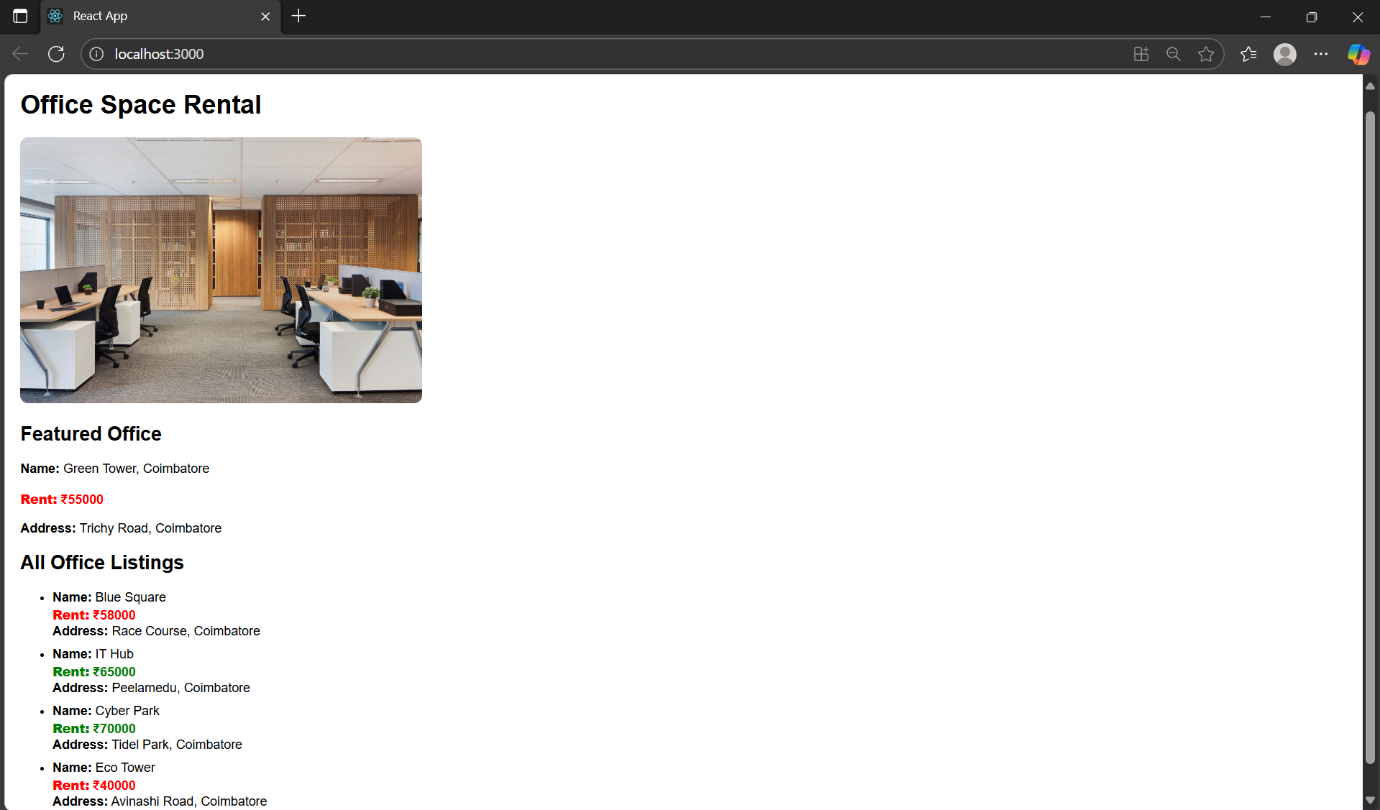 React App
localhost:3000
Office Space Rental
Featured Office
Name: Green Tower, Coimbatore
Rent: ₹55000
Address: Trichy Road, Coimbatore
All Office Listings
• Name: Blue Square
Rent: ₹58000
Address: Race Course, Coimbatore
• Name: IT Hub
Rent: ₹65000
Address: Peelamedu, Coimbatore
• Name: Cyber Park
Rent: ₹70000
Address: Tidel Park, Coimbatore
• Name: Eco Tower
Rent: ₹40000
Address: Avinashi Road, Coimbatore